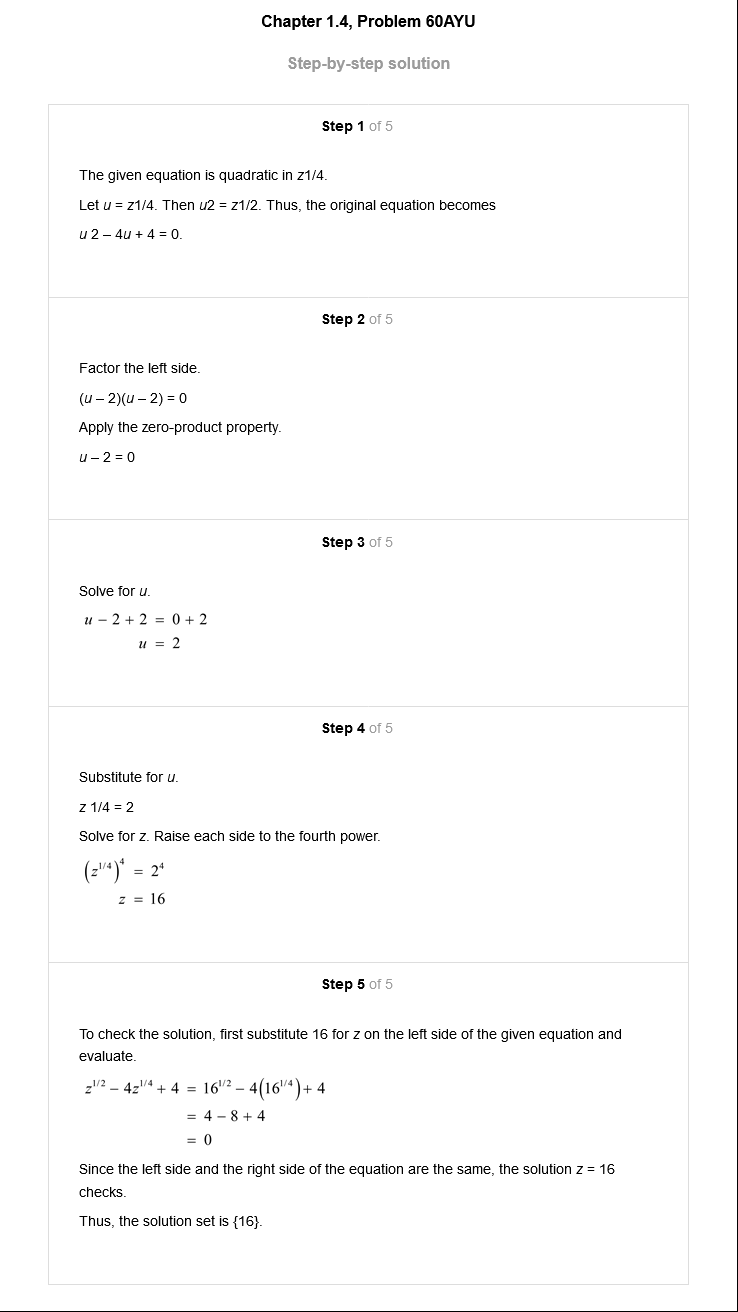 Chapter 1.4, Problem 60AYU
Step-by-step solution
Step 1 of 5
The given equation is quadratic in z1/4.
Let u = z1/4. Then u2 = z1/2. Thus, the original equation becomes
u 2 – 4u + 4 = 0.
Step 2 of 5
Factor the left side.
(u – 2)(u – 2) = 0
Apply the zero-product property.
u – 2 = 0
Step 3 of 5
Solve for u.
u − 2 + 2 = 0 + 2
u = 2
Step 4 of 5
Substitute for u.
z 1/4 = 2
Solve for z. Raise each side to the fourth power.
(z^{1/4})^4 = 2^4
z = 16
Step 5 of 5
To check the solution, first substitute 16 for z on the left side of the given equation and
evaluate.
z^{1/2} − 4z^{1/4} + 4 = 16^{1/2} − 4(16^{1/4}) + 4
= 4 − 8 + 4
= 0
Since the left side and the right side of the equation are the same, the solution z = 16
checks.
Thus, the solution set is {16}.